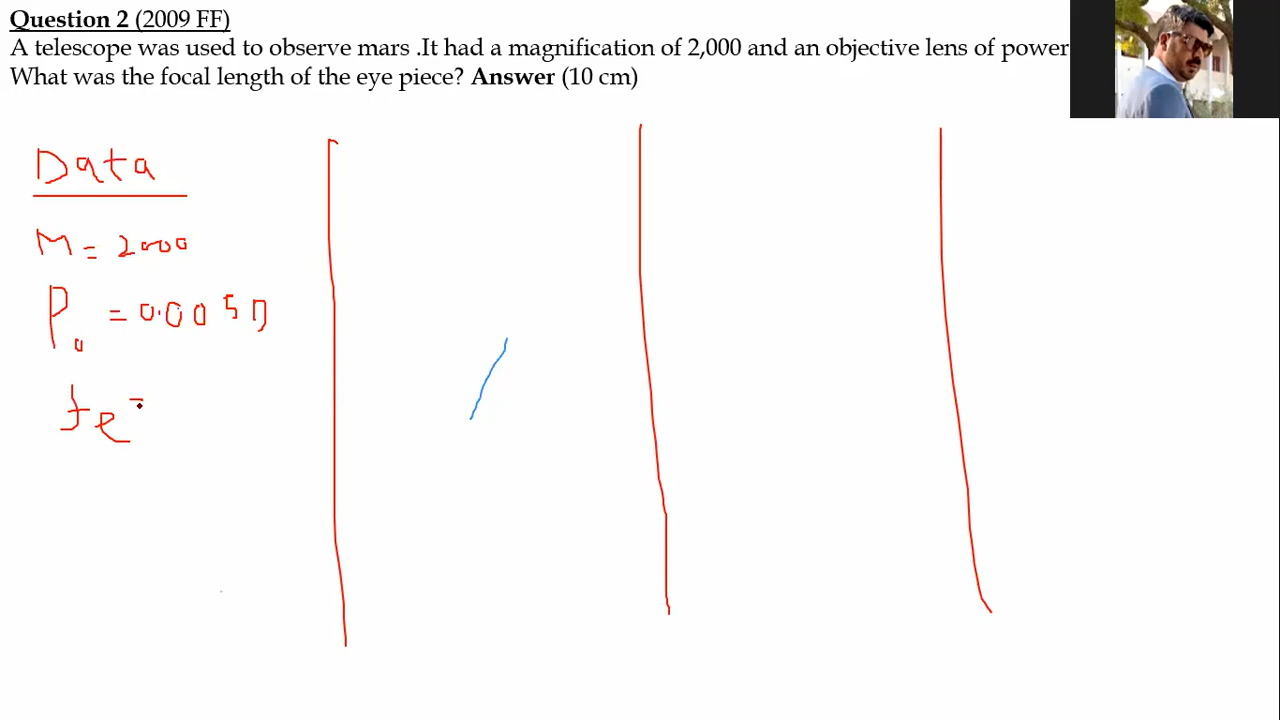 Question 2 (2009 FF)
A telescope was used to observe mars .It had a magnification of 2,000 and an objective lens of power
What was the focal length of the eye piece? Answer (10 cm)
Data
M = 2000
Po = 0.005D
fe =